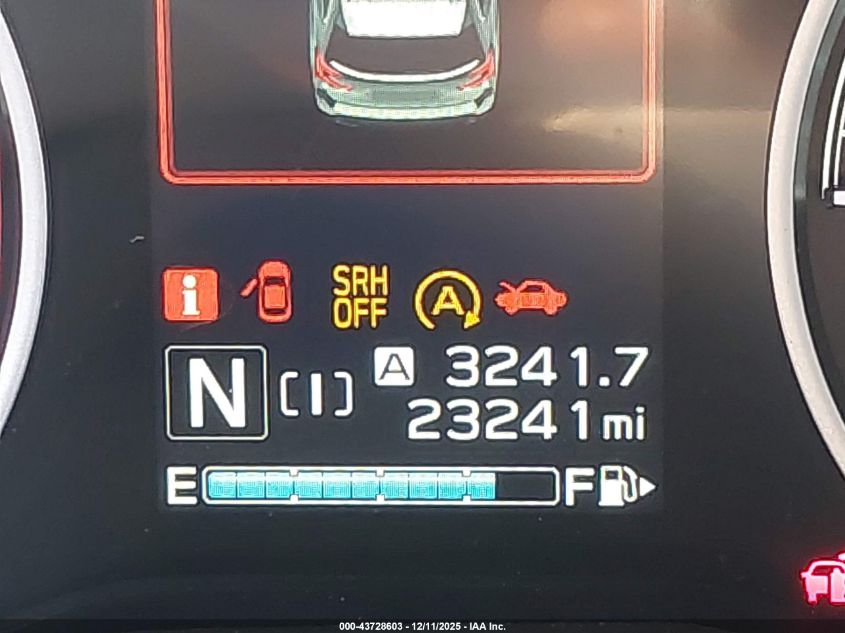 i
SRH
OFF
A
N [I] A 3241.7
23241 mi
E F
000-43728603 - 12/11/2025 - IAA Inc.